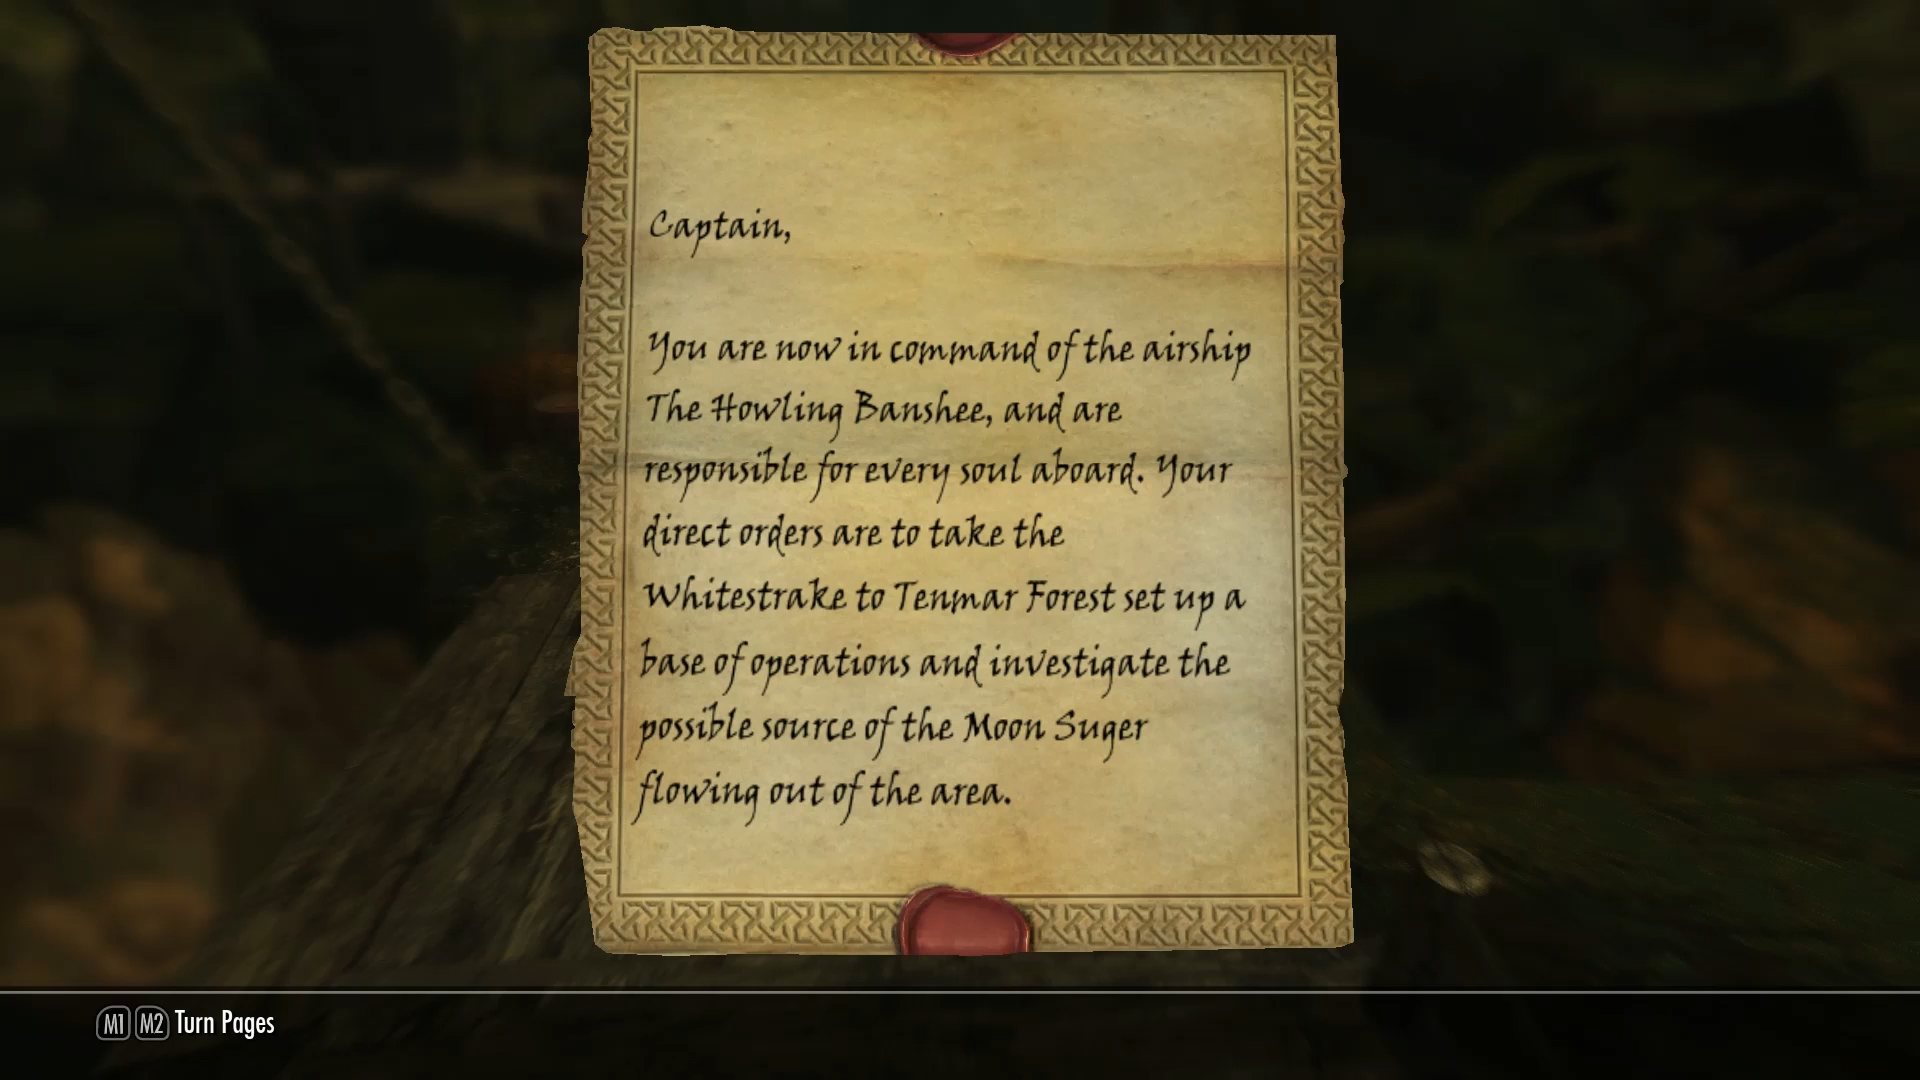 Captain,
You are now in command of the airship
The Howling Banshee, and are
responsible for every soul aboard. Your
direct orders are to take the
Whitestrake to Tenmar Forest set up a
base of operations and investigate the
possible source of the Moon Suger
flowing out of the area.
M1 M2 Turn Pages